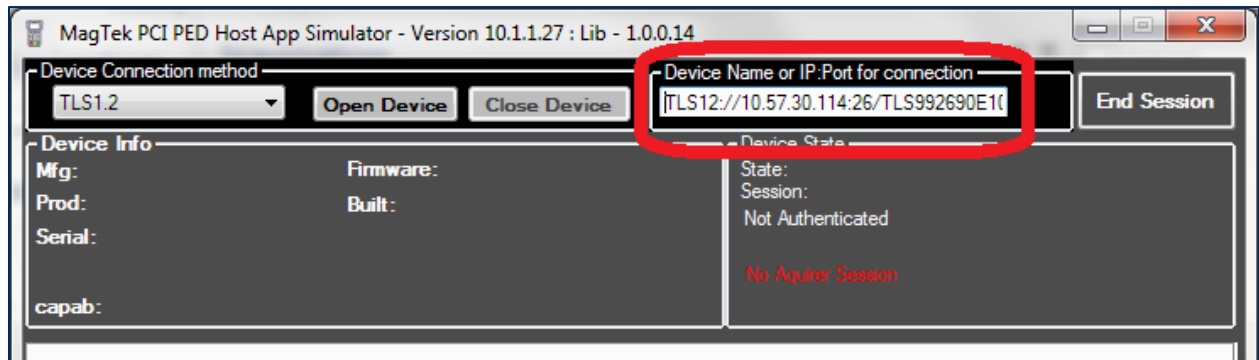 MagTek PCI PED Host App Simulator - Version 10.1.1.27 : Lib - 1.0.0.14
Device Connection method
Device Name or IP:Port for connection
TLS1.2
Open Device
Close Device
TLS12://10.57.30.114:26/TLS992690E10
End Session
Device Info
Device State
Mfg:
Firmware:
State:
Session:
Prod:
Built:
Not Authenticated
Serial:
No Aquirer Session
capab: